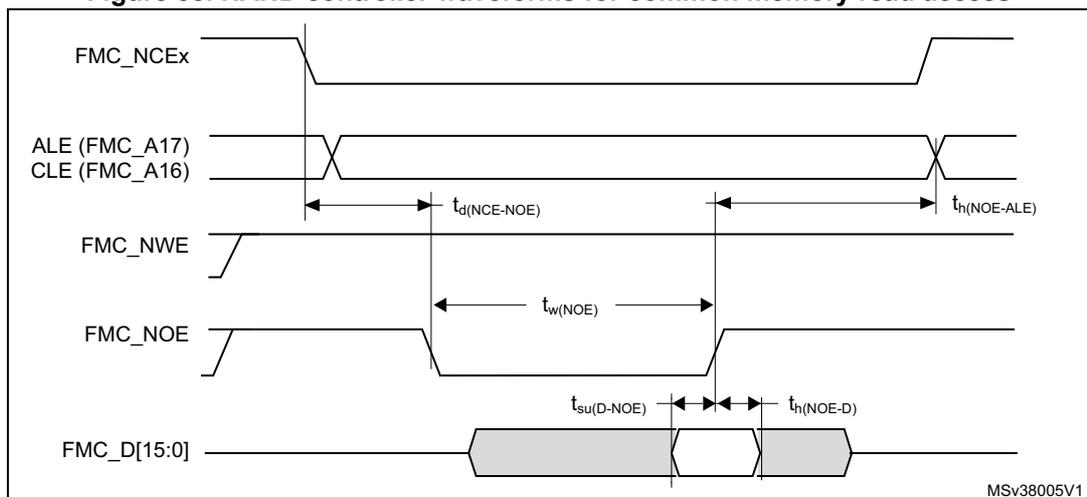 FMC_NCEx
ALE (FMC_A17)
CLE (FMC_A16)
td(NCE-NOE)
th(NOE-ALE)
FMC_NWE
tw(NOE)
FMC_NOE
tsu(D-NOE)
th(NOE-D)
FMC_D[15:0]
MSv38005V1